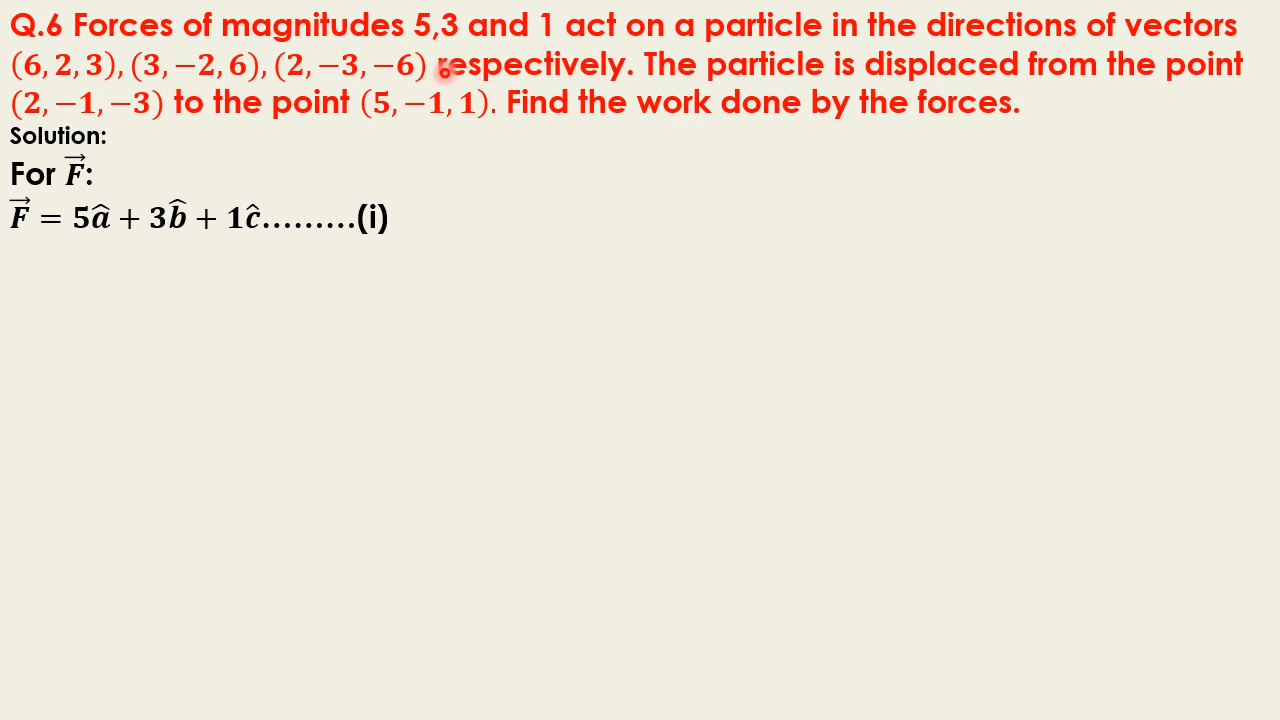 Q.6 Forces of magnitudes 5,3 and 1 act on a particle in the directions of vectors
(6, 2, 3), (3, −2, 6), (2, −3, −6) respectively. The particle is displaced from the point
(2, −1, −3) to the point (5, −1, 1). Find the work done by the forces.
Solution:
For F⃗:
F⃗ = 5â + 3b̂ + 1ĉ.........(i)